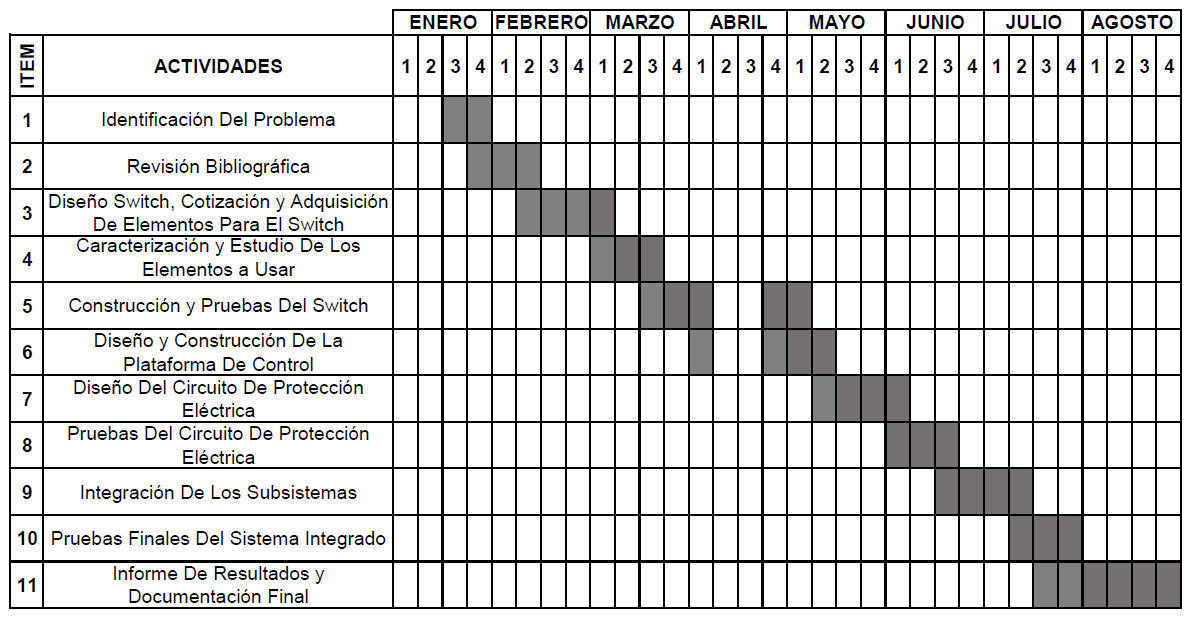 ENERO FEBRERO MARZO ABRIL MAYO JUNIO JULIO AGOSTO
ITEM ACTIVIDADES 1 2 3 4 1 2 3 4 1 2 3 4 1 2 3 4 1 2 3 4 1 2 3 4 1 2 3 4 1 2 3 4
1 Identificación Del Problema
2 Revisión Bibliográfica
3 Diseño Switch, Cotización y Adquisición
De Elementos Para El Switch
4 Caracterización y Estudio De Los
Elementos a Usar
5 Construcción y Pruebas Del Switch
6 Diseño y Construcción De La
Plataforma De Control
7 Diseño Del Circuito De Protección
Eléctrica
8 Pruebas Del Circuito De Protección
Eléctrica
9 Integración De Los Subsistemas
10 Pruebas Finales Del Sistema Integrado
11 Informe De Resultados y
Documentación Final